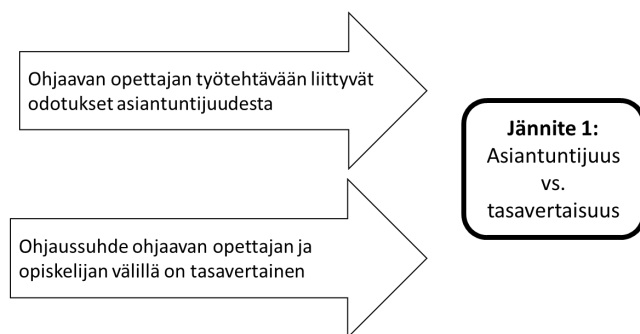 Ohjaavan opettajan työtehtävään liittyvät
odotukset asiantuntijuudesta
Jännite 1:
Asiantuntijuus
vs.
tasavertaisuus
Ohjaussuhde ohjaavan opettajan ja
opiskelijan välillä on tasavertainen